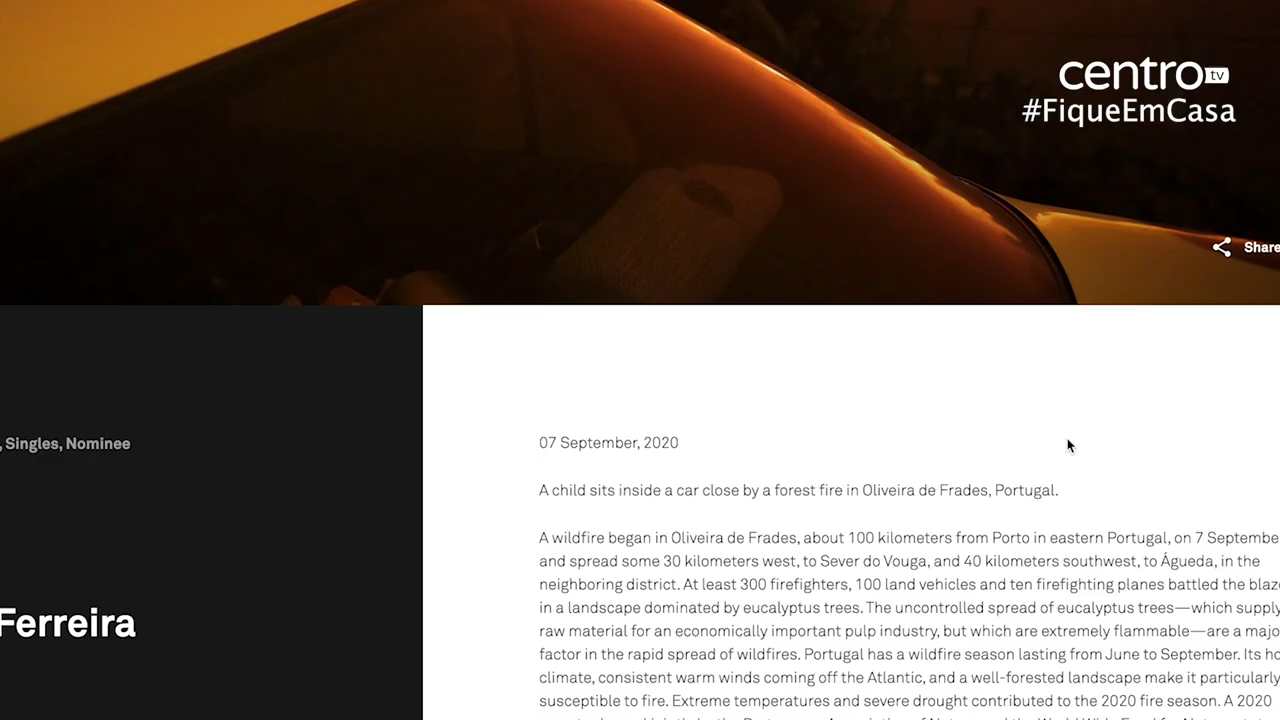 centro tv
#FiqueEmCasa
Share
, Singles, Nominee
Ferreira
07 September, 2020
A child sits inside a car close by a forest fire in Oliveira de Frades, Portugal.
A wildfire began in Oliveira de Frades, about 100 kilometers from Porto in eastern Portugal, on 7 Septembe
and spread some 30 kilometers west, to Sever do Vouga, and 40 kilometers southwest, to Águeda, in the
neighboring district. At least 300 firefighters, 100 land vehicles and ten firefighting planes battled the blaz
in a landscape dominated by eucalyptus trees. The uncontrolled spread of eucalyptus trees—which supply
raw material for an economically important pulp industry, but which are extremely flammable—are a majo
factor in the rapid spread of wildfires. Portugal has a wildfire season lasting from June to September. Its ho
climate, consistent warm winds coming off the Atlantic, and a well-forested landscape make it particularly
susceptible to fire. Extreme temperatures and severe drought contributed to the 2020 fire season. A 2020